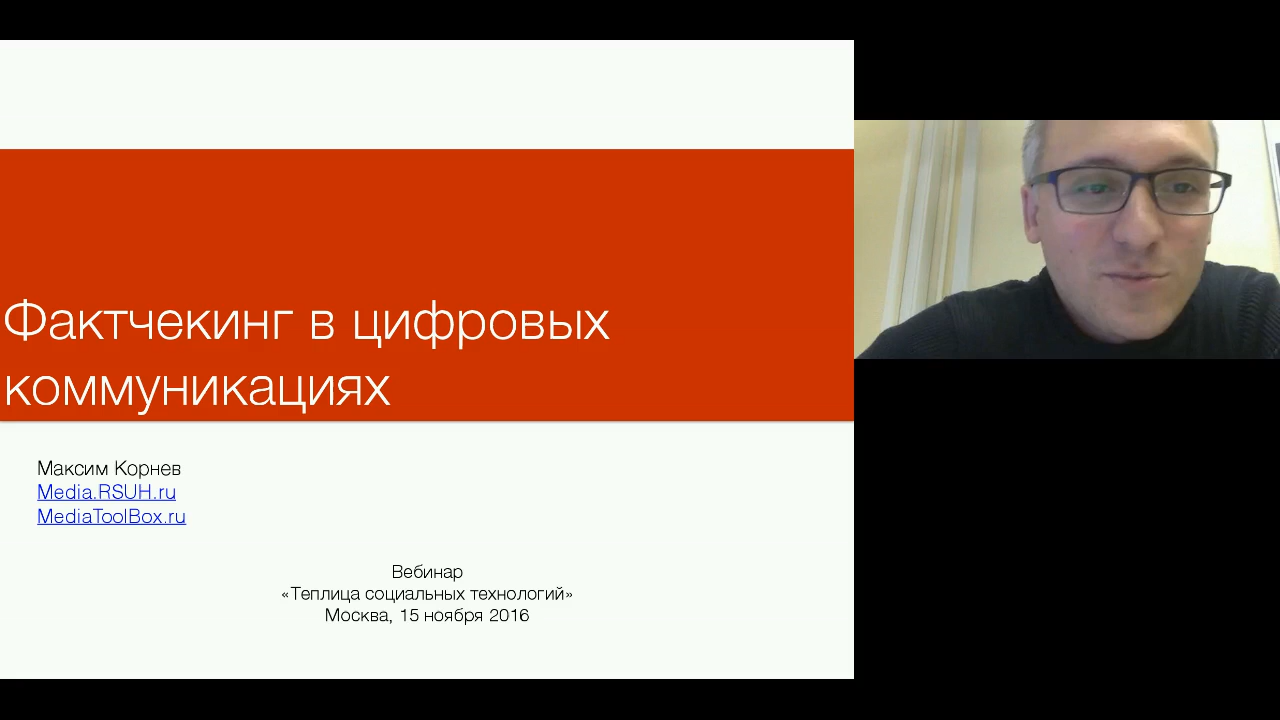 Фактчекинг в цифровых
коммуникациях
Максим Корнев
Media.RSUH.ru
MediaToolBox.ru
Вебинар
«Теплица социальных технологий»
Москва, 15 ноября 2016